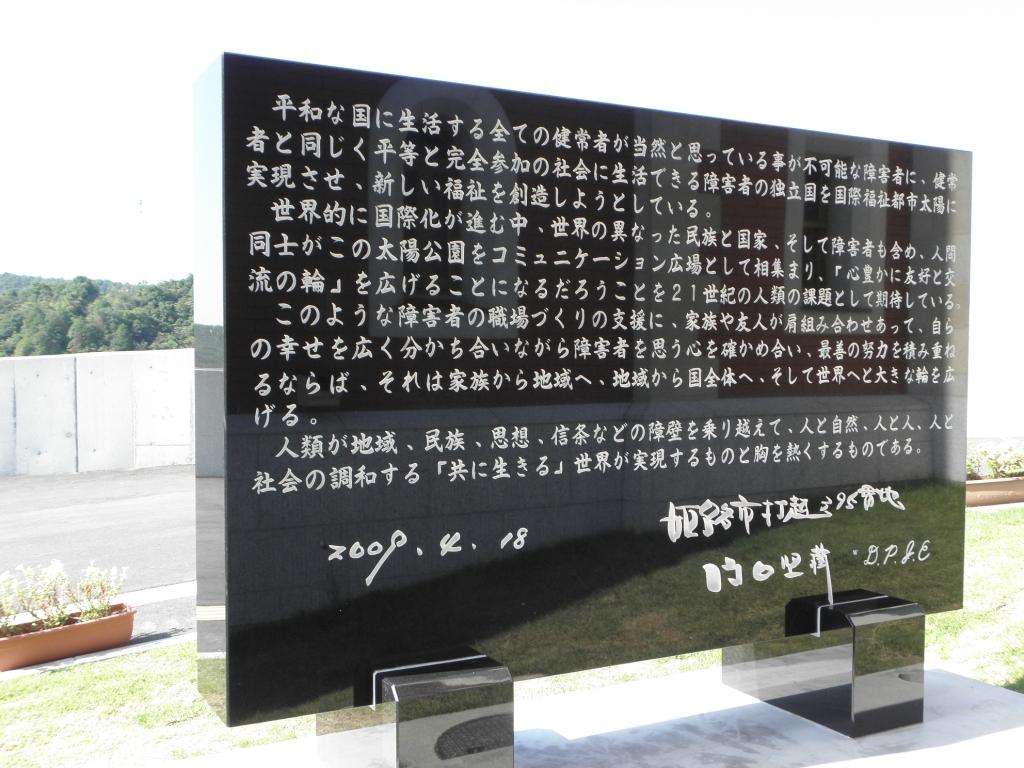 平和な国に生活する全ての健常者が当然と思っている事が不可能な障害者に、健常
者と同じく平等と完全参加の社会に生活できる障害者の独立国を国際福祉都市太陽に
実現させ、新しい福祉を創造しようとしている。
世界的に国際化が進む中、世界の異なった民族と国家、そして障害者も含め、人間
同士がこの太陽公園をコミュニケーション広場として相集まり、「心豊かに友好と交
流の輪」を広げることになるだろうことを21世紀の人類の課題として期待している。
このような障害者の職場づくりの支援に、家族や友人が肩組み合わせあって、自ら
の幸せを広く分かち合いながら障害者を思う心を確かめ合い、最善の努力を積み重ね
るならば、それは家族から地域へ、地域から国全体へ、そして世界へと大きな輪を広
げる。
人類が地域、民族、思想、信条などの障壁を乗り越えて、人と自然、人と人、人と
社会の調和する「共に生きる」世界が実現するものと胸を熱くするものである。
2009.4.18
姫路市打越
門口堅蔵 D.P.J.E